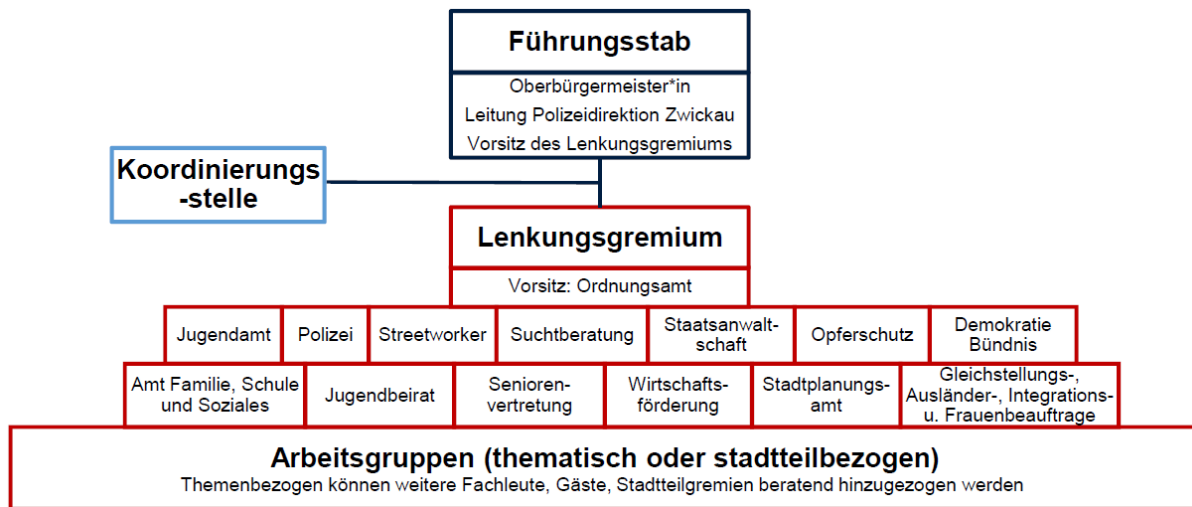 Führungsstab
Oberbürgermeister*in
Leitung Polizeidirektion Zwickau
Vorsitz des Lenkungsgremiums
Koordinierungs
-stelle
Lenkungsgremium
Vorsitz: Ordnungsamt
Jugendamt
Polizei
Streetworker
Suchtberatung
Staatsanwalt-
schaft
Opferschutz
Demokratie
Bündnis
Amt Familie, Schule
und Soziales
Jugendbeirat
Senioren-
vertretung
Wirtschafts-
förderung
Stadtplanungs-
amt
Gleichstellungs-,
Ausländer-, Integrations-
u. Frauenbeauftrage
Arbeitsgruppen (thematisch oder stadtteilbezogen)
Themenbezogen können weitere Fachleute, Gäste, Stadtteilgremien beratend hinzugezogen werden